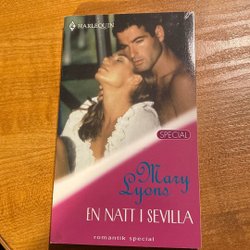 HARLEQUIN
SPECIAL
Mary
Lyons
EN NATT I SEVILLA
romantik special